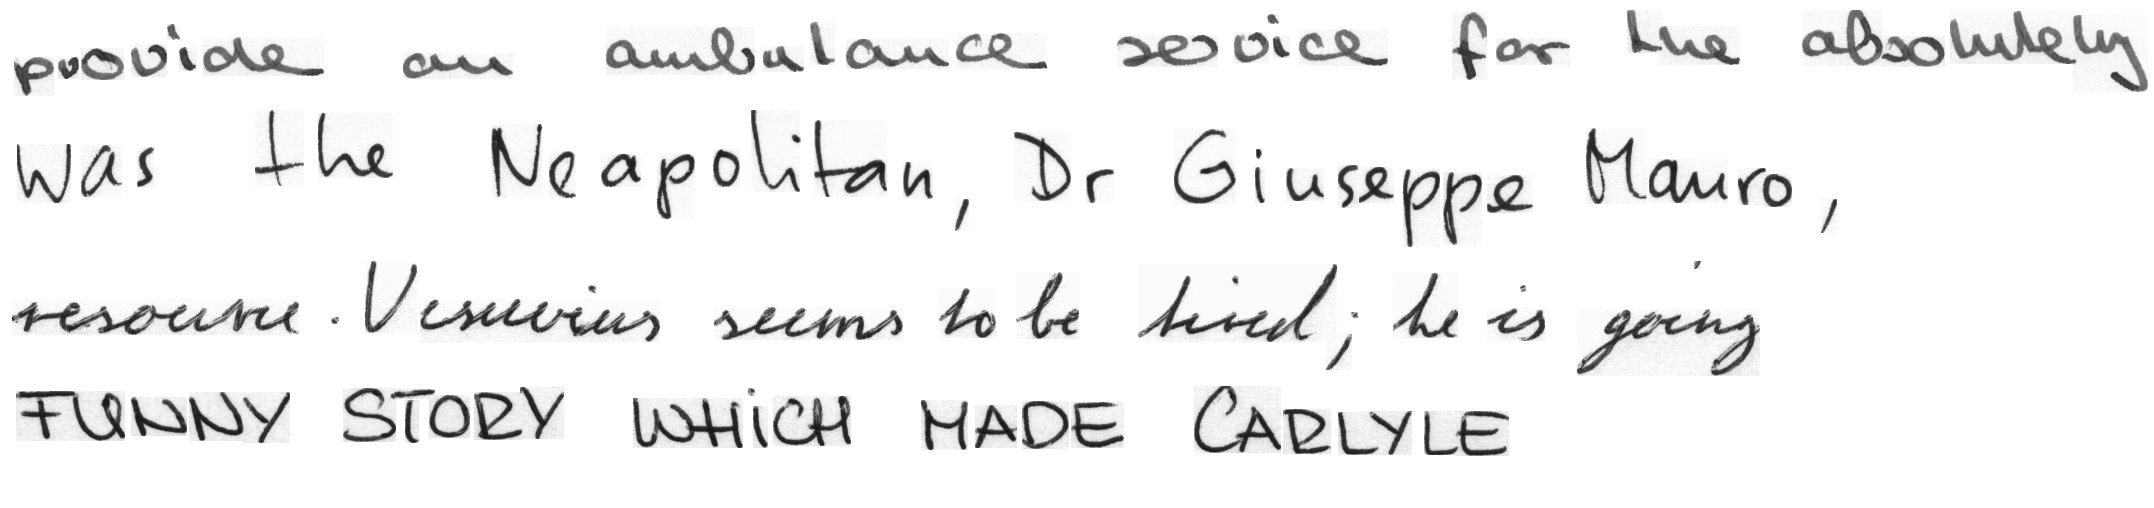 provide an ambulance service for the absolutely
was the Neapolitan, Dr Giuseppe Mauro,
resource. Vesuvius seems to be tired; he is going
FUNNY STORY WHICH MADE CARLYLE